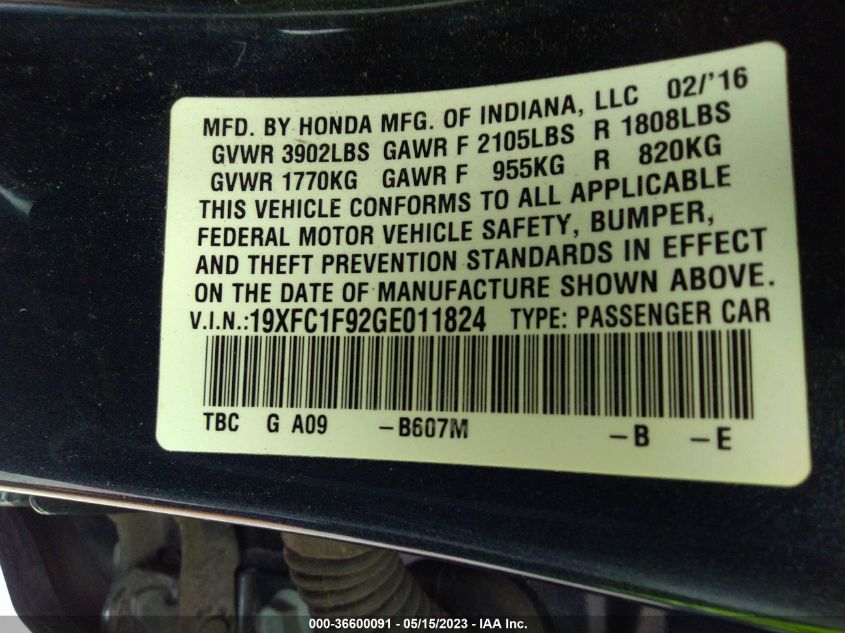 MFD. BY HONDA MFG. OF INDIANA, LLC 02/'16
GVWR 3902LBS GAWR F 2105LBS R 1808LBS
GVWR 1770KG GAWR F 955KG R 820KG
THIS VEHICLE CONFORMS TO ALL APPLICABLE
FEDERAL MOTOR VEHICLE SAFETY, BUMPER,
AND THEFT PREVENTION STANDARDS IN EFFECT
ON THE DATE OF MANUFACTURE SHOWN ABOVE.
V.I.N.:19XFC1F92GE011824 TYPE: PASSENGER CAR
TBC G A09 -B607M -B -E
000-36600091 - 05/15/2023 - IAA Inc.